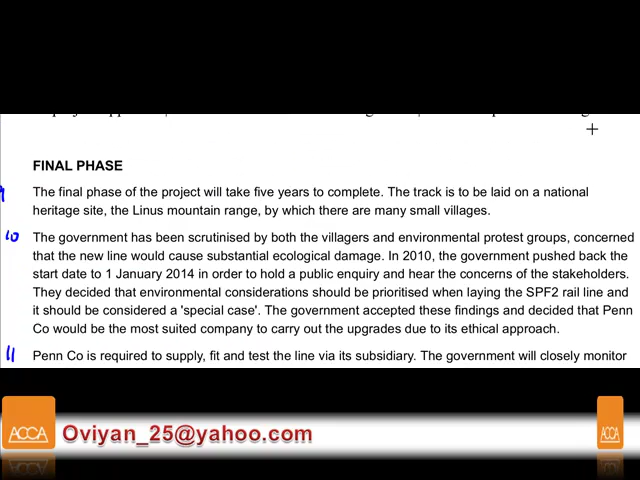 FINAL PHASE
9
The final phase of the project will take five years to complete. The track is to be laid on a national
heritage site, the Linus mountain range, by which there are many small villages.
10
The government has been scrutinised by both the villagers and environmental protest groups, concerned
that the new line would cause substantial ecological damage. In 2010, the government pushed back the
start date to 1 January 2014 in order to hold a public enquiry and hear the concerns of the stakeholders.
They decided that environmental considerations should be prioritised when laying the SPF2 rail line and
it should be considered a 'special case'. The government accepted these findings and decided that Penn
Co would be the most suited company to carry out the upgrades due to its ethical approach.
11
Penn Co is required to supply, fit and test the line via its subsidiary. The government will closely monitor
ACCA
Oviyan_25@yahoo.com
ACCA